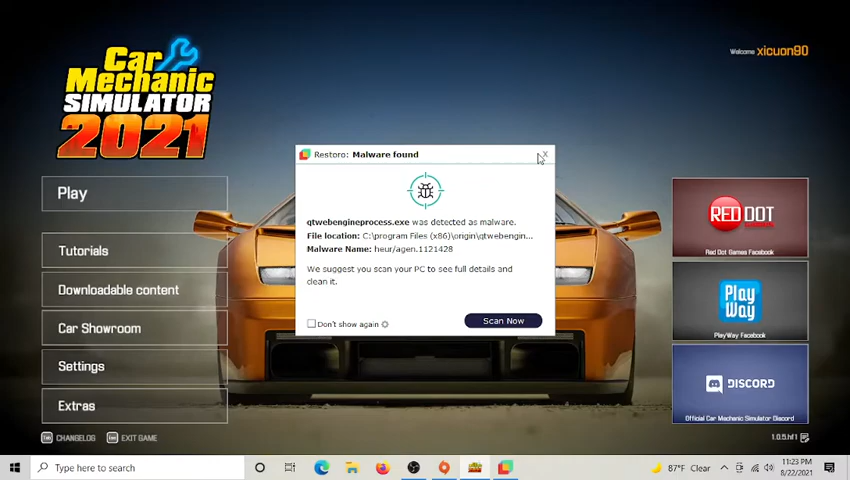 Car
Mechanic
SIMULATOR
2021
Welcome xicuon90
Restoro: Malware found
X
qtwebengineprocess.exe was detected as malware.
File location: C:\program Files (x86)\origin\qtwebengin...
Malware Name: heur/agen.1121428
We suggest you scan your PC to see full details and
clean it.
Don't show again
Scan Now
Play
Tutorials
Downloadable content
Car Showroom
Settings
Extras
CHANGELOG
EXIT GAME
RED DOT
Red Dot Games Facebook
PLAY
WAY
PlayWay Facebook
DISCORD
Official Car Mechanic Simulator Discord
1.0.5.hf1
Type here to search
87°F Clear
11:23 PM
8/22/2021